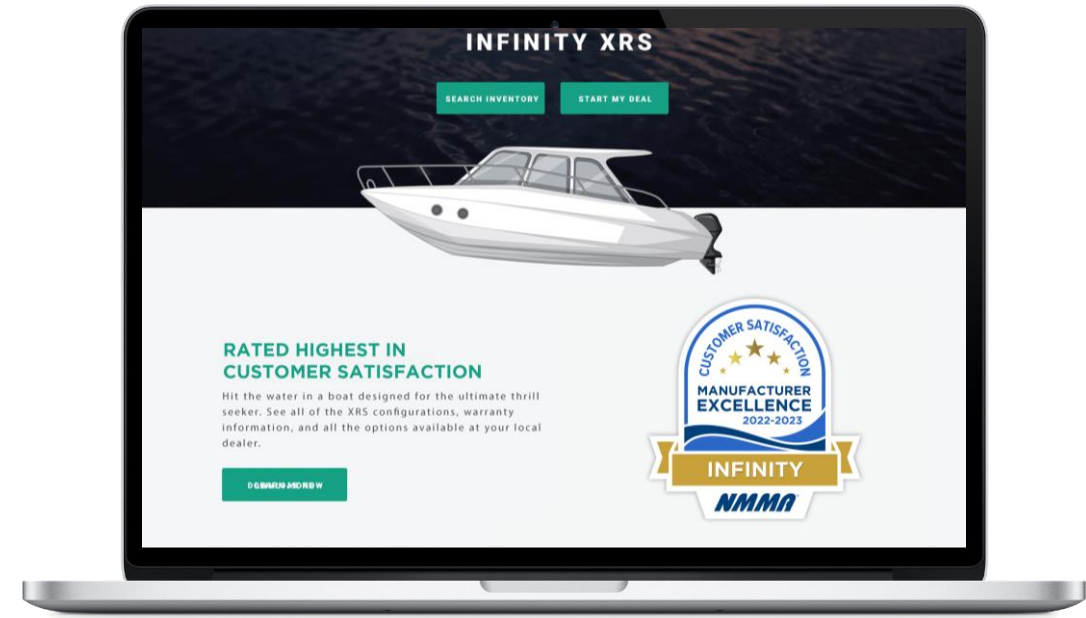 INFINITY XRS
SEARCH INVENTORY
START MY DEAL
RATED HIGHEST IN
CUSTOMER SATISFACTION
Hit the water in a boat designed for the ultimate thrill
seeker. See all of the XRS configurations, warranty
information, and all the options available at your local
dealer.
CUSTOMER SATISFACTION
MANUFACTURER
EXCELLENCE
2022-2023
INFINITY
NMMA